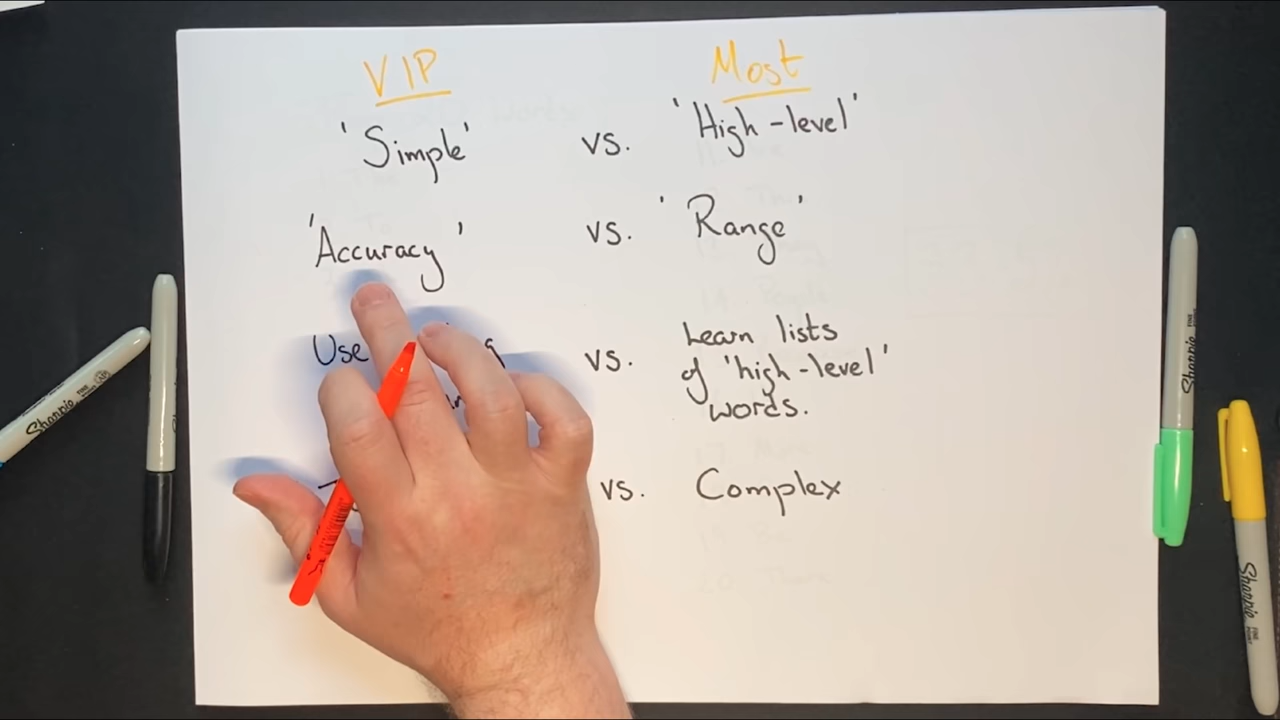 VIP Most
'Simple' vs. 'High-level'
'Accuracy' vs. 'Range'
Use vs. Learn lists
of 'high-level'
words.
vs. Complex
Sharpie
Sharpie
Sharpie
Sharpie